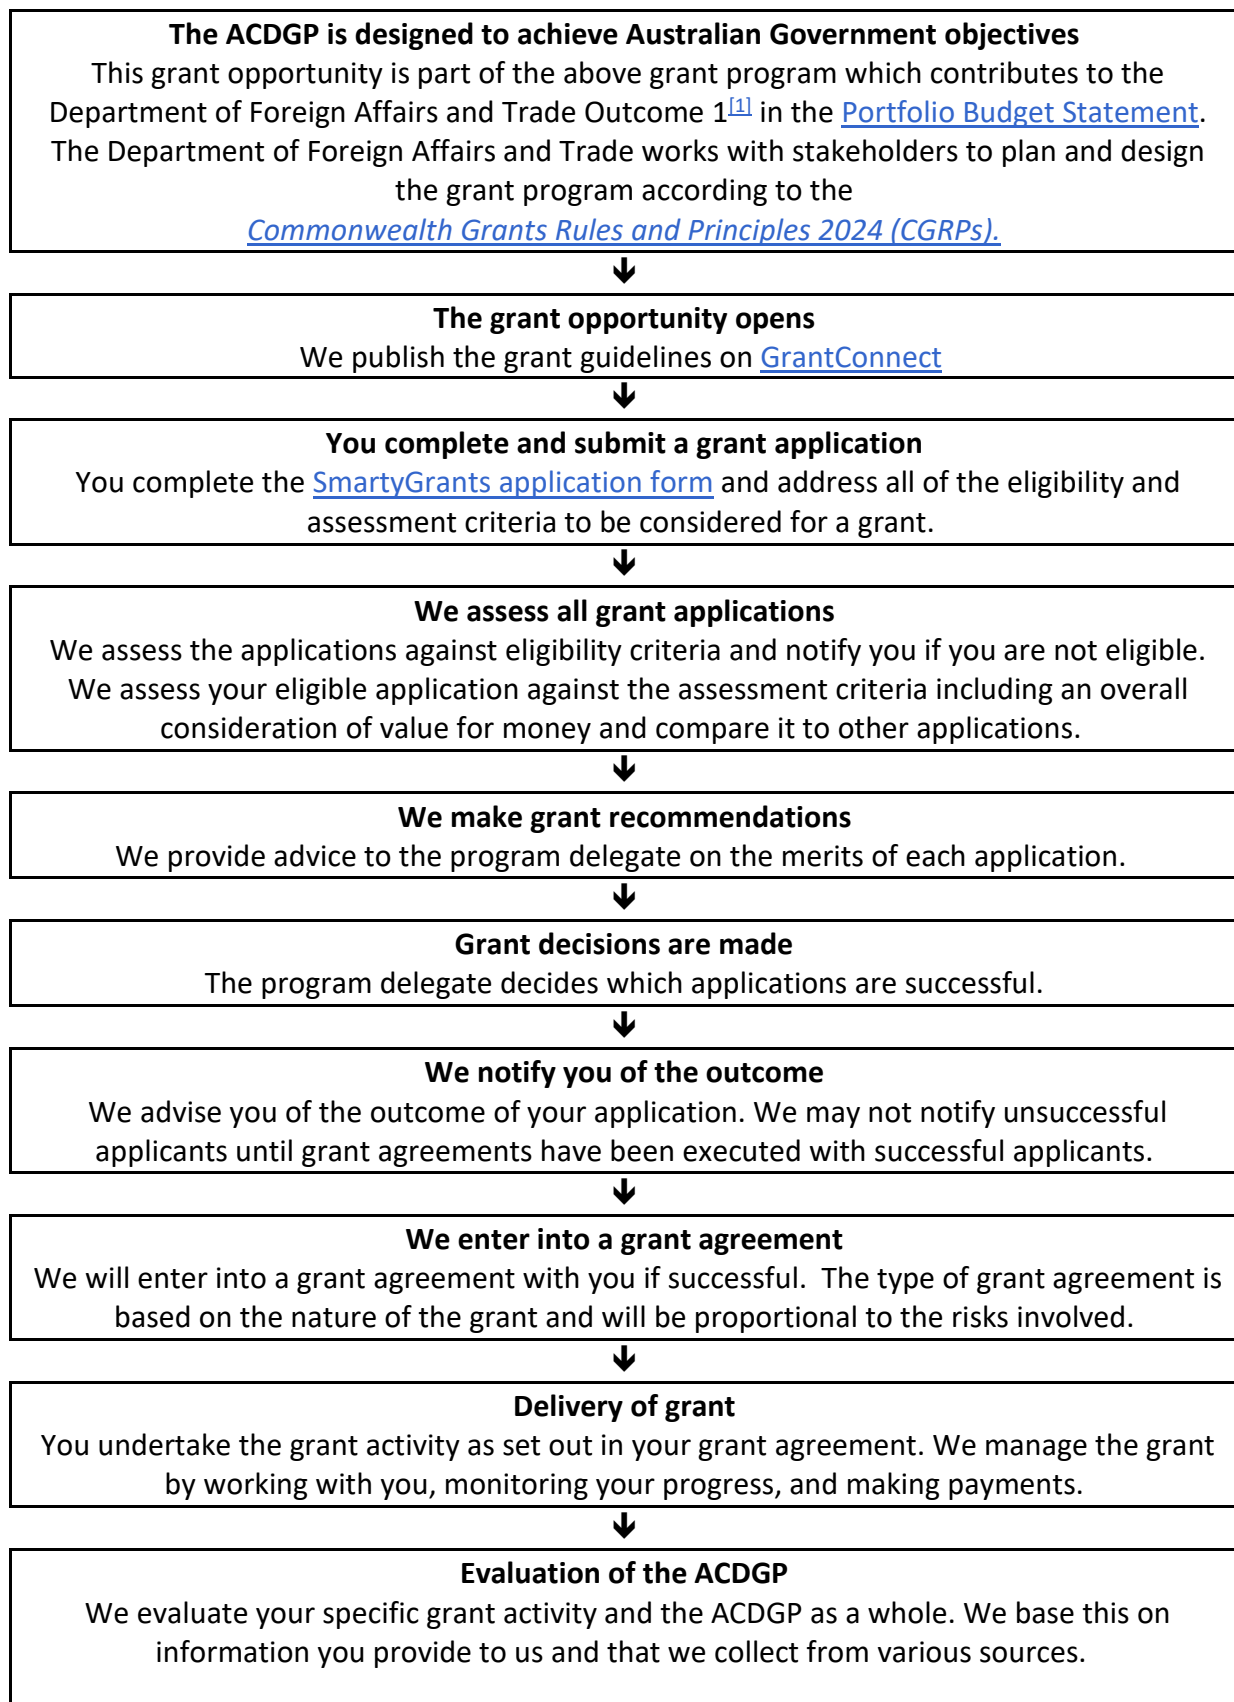 The ACDGP is designed to achieve Australian Government objectives
This grant opportunity is part of the above grant program which contributes to the
Department of Foreign Affairs and Trade Outcome 1[1] in the Portfolio Budget Statement.
The Department of Foreign Affairs and Trade works with stakeholders to plan and design
the grant program according to the
Commonwealth Grants Rules and Principles 2024 (CGRPs).
The grant opportunity opens
We publish the grant guidelines on GrantConnect
You complete and submit a grant application
You complete the SmartyGrants application form and address all of the eligibility and
assessment criteria to be considered for a grant.
We assess all grant applications
We assess the applications against eligibility criteria and notify you if you are not eligible.
We assess your eligible application against the assessment criteria including an overall
consideration of value for money and compare it to other applications.
We make grant recommendations
We provide advice to the program delegate on the merits of each application.
Grant decisions are made
The program delegate decides which applications are successful.
We notify you of the outcome
We advise you of the outcome of your application. We may not notify unsuccessful
applicants until grant agreements have been executed with successful applicants.
We enter into a grant agreement
We will enter into a grant agreement with you if successful.  The type of grant agreement is
based on the nature of the grant and will be proportional to the risks involved.
Delivery of grant
You undertake the grant activity as set out in your grant agreement. We manage the grant
by working with you, monitoring your progress, and making payments.
Evaluation of the ACDGP
We evaluate your specific grant activity and the ACDGP as a whole. We base this on
information you provide to us and that we collect from various sources.